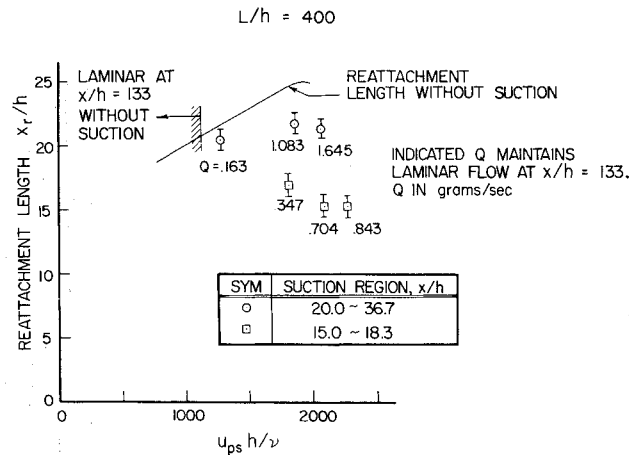 L/h = 400
LAMINAR AT
x/h = 133
WITHOUT
SUCTION
REATTACHMENT
LENGTH WITHOUT SUCTION
REATTACHMENT LENGTH x_r/h
25
20
15
10
5
0
Q=.163
1.083
1.645
.347
.704
.843
INDICATED Q MAINTAINS
LAMINAR FLOW AT x/h = 133.
Q IN grams/sec
SYM SUCTION REGION, x/h
20.0 ~ 36.7
15.0 ~ 18.3
0
1000
2000
u_ps h/ν